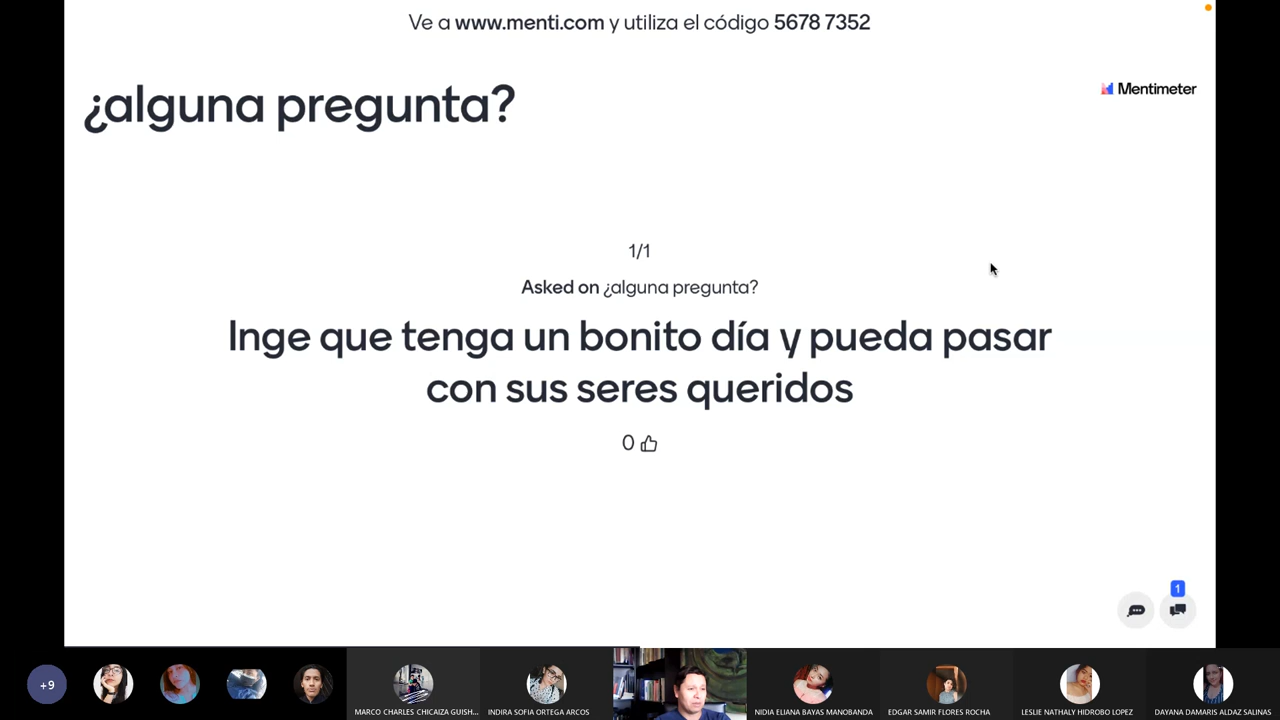 Ve a www.menti.com y utiliza el código 5678 7352
¿alguna pregunta?
Mentimeter
1/1
Asked on ¿alguna pregunta?
Inge que tenga un bonito día y pueda pasar
con sus seres queridos
0
1
+9
MARCO CHARLES CHICAIZA GUISH...
INDIRA SOFIA ORTEGA ARCOS
NIDIA ELIANA BAYAS MANOBANDA
EDGAR SAMIR FLORES ROCHA
LESLIE NATHALY HIDROBO LOPEZ
DAYANA DAMARIS ALDAZ SALINAS